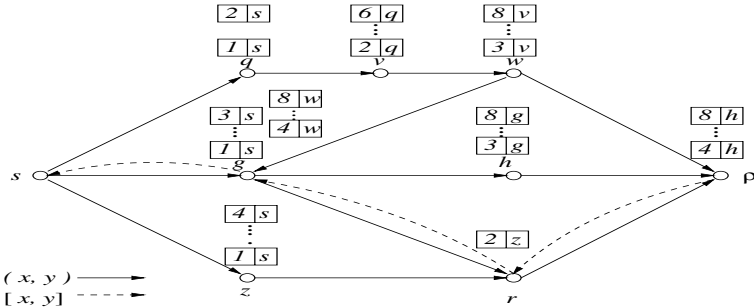 2 s 6 q 8 v
1 s 2 q 3 v
q v w
3 s 8 w 8 g 8 h
1 s 4 w 3 g 4 h
g h
s ρ
4 s 2 z
1 s
z r
( x, y )
[ x, y ]